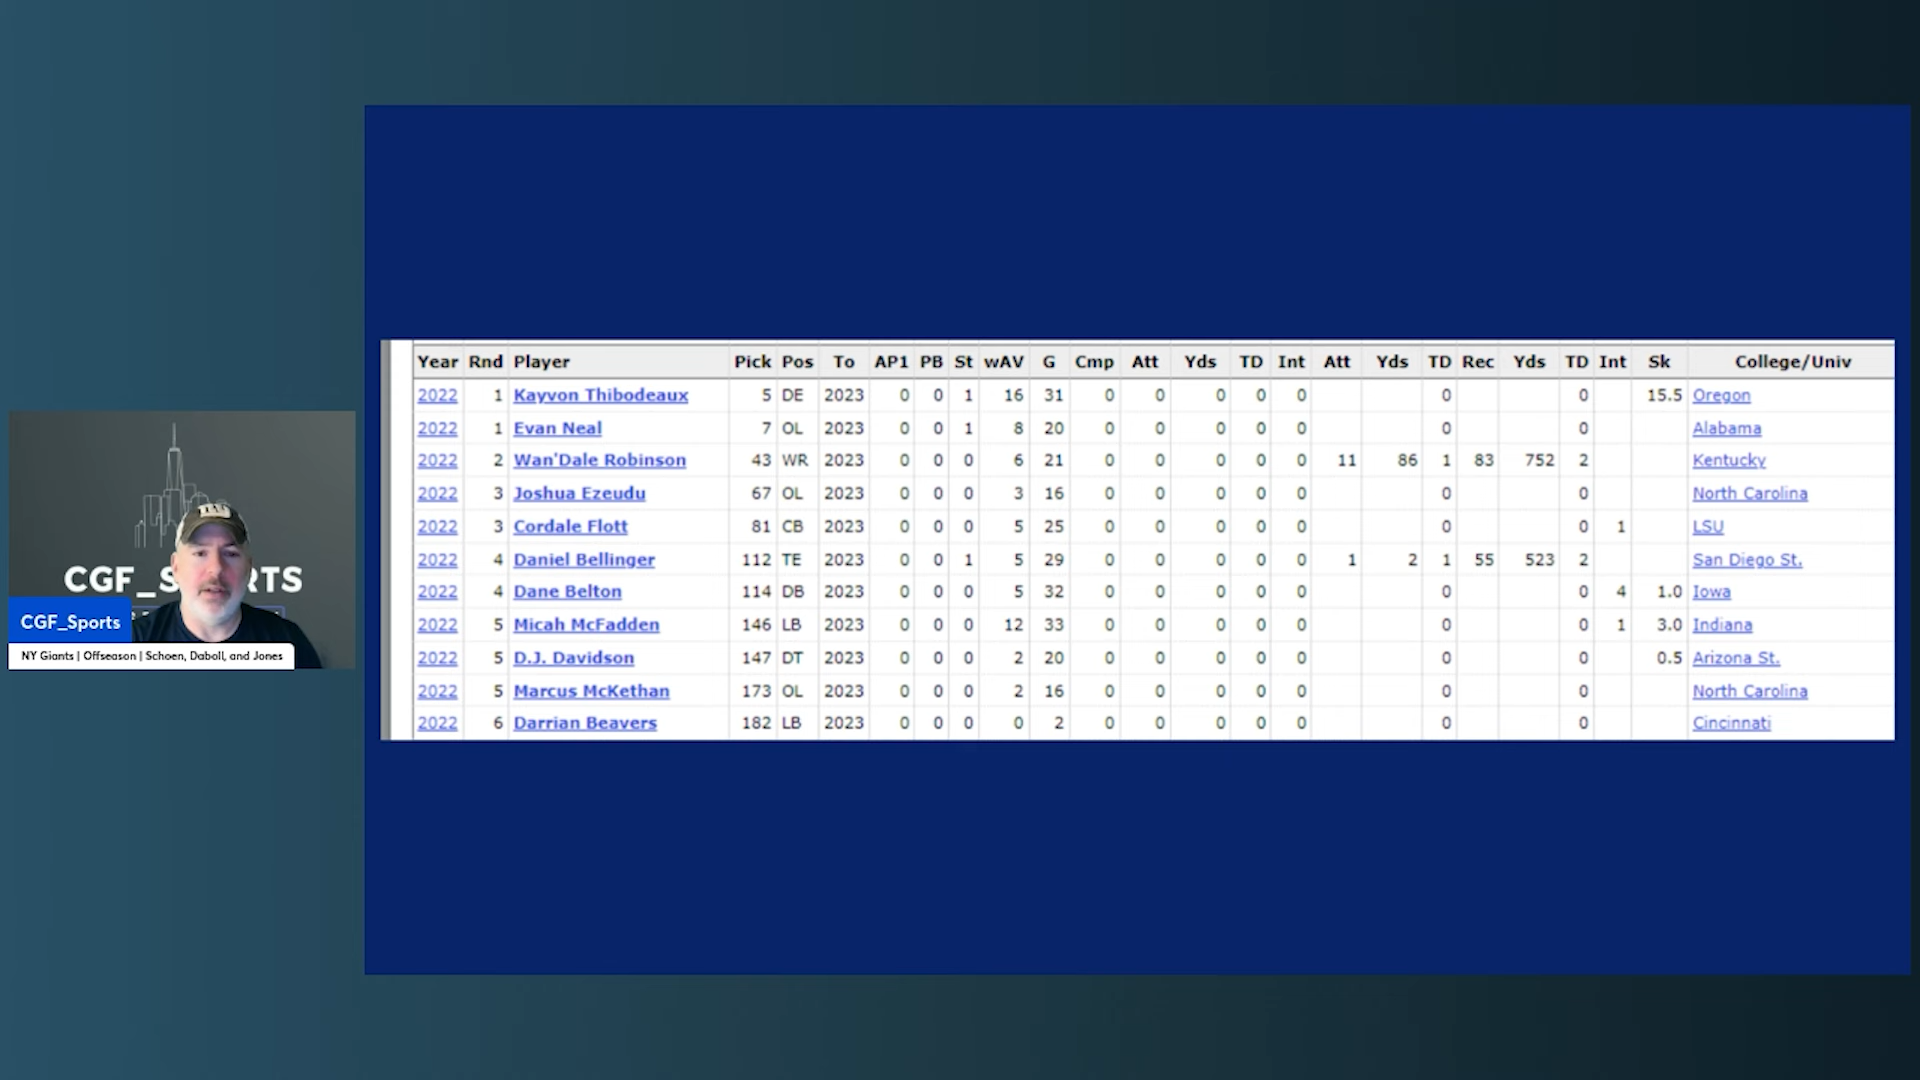 Year Rnd Player Pick Pos To AP1 PB St wAV G Cmp Att Yds TD Int Att Yds TD Rec Yds TD Int Sk College/Univ
2022 1 Kayvon Thibodeaux 5 DE 2023 0 0 1 16 31 0 0 0 0 0 0 0 15.5 Oregon
2022 1 Evan Neal 7 OL 2023 0 0 1 8 20 0 0 0 0 0 0 0 Alabama
2022 2 Wan'Dale Robinson 43 WR 2023 0 0 0 6 21 0 0 0 0 0 11 86 1 83 752 2 Kentucky
2022 3 Joshua Ezeudu 67 OL 2023 0 0 0 3 16 0 0 0 0 0 0 0 North Carolina
2022 3 Cordale Flott 81 CB 2023 0 0 0 5 25 0 0 0 0 0 0 0 1 LSU
2022 4 Daniel Bellinger 112 TE 2023 0 0 1 5 29 0 0 0 0 0 1 2 1 55 523 2 San Diego St.
2022 4 Dane Belton 114 DB 2023 0 0 0 5 32 0 0 0 0 0 0 0 4 1.0 Iowa
2022 5 Micah McFadden 146 LB 2023 0 0 0 12 33 0 0 0 0 0 0 0 1 3.0 Indiana
2022 5 D.J. Davidson 147 DT 2023 0 0 0 2 20 0 0 0 0 0 0 0 0.5 Arizona St.
2022 5 Marcus McKethan 173 OL 2023 0 0 0 2 16 0 0 0 0 0 0 0 North Carolina
2022 6 Darrian Beavers 182 LB 2023 0 0 0 0 2 0 0 0 0 0 0 0 Cincinnati
CGF_S RTS
CGF_Sports
NY Giants | Offseason | Schoen, Daboll, and Jones